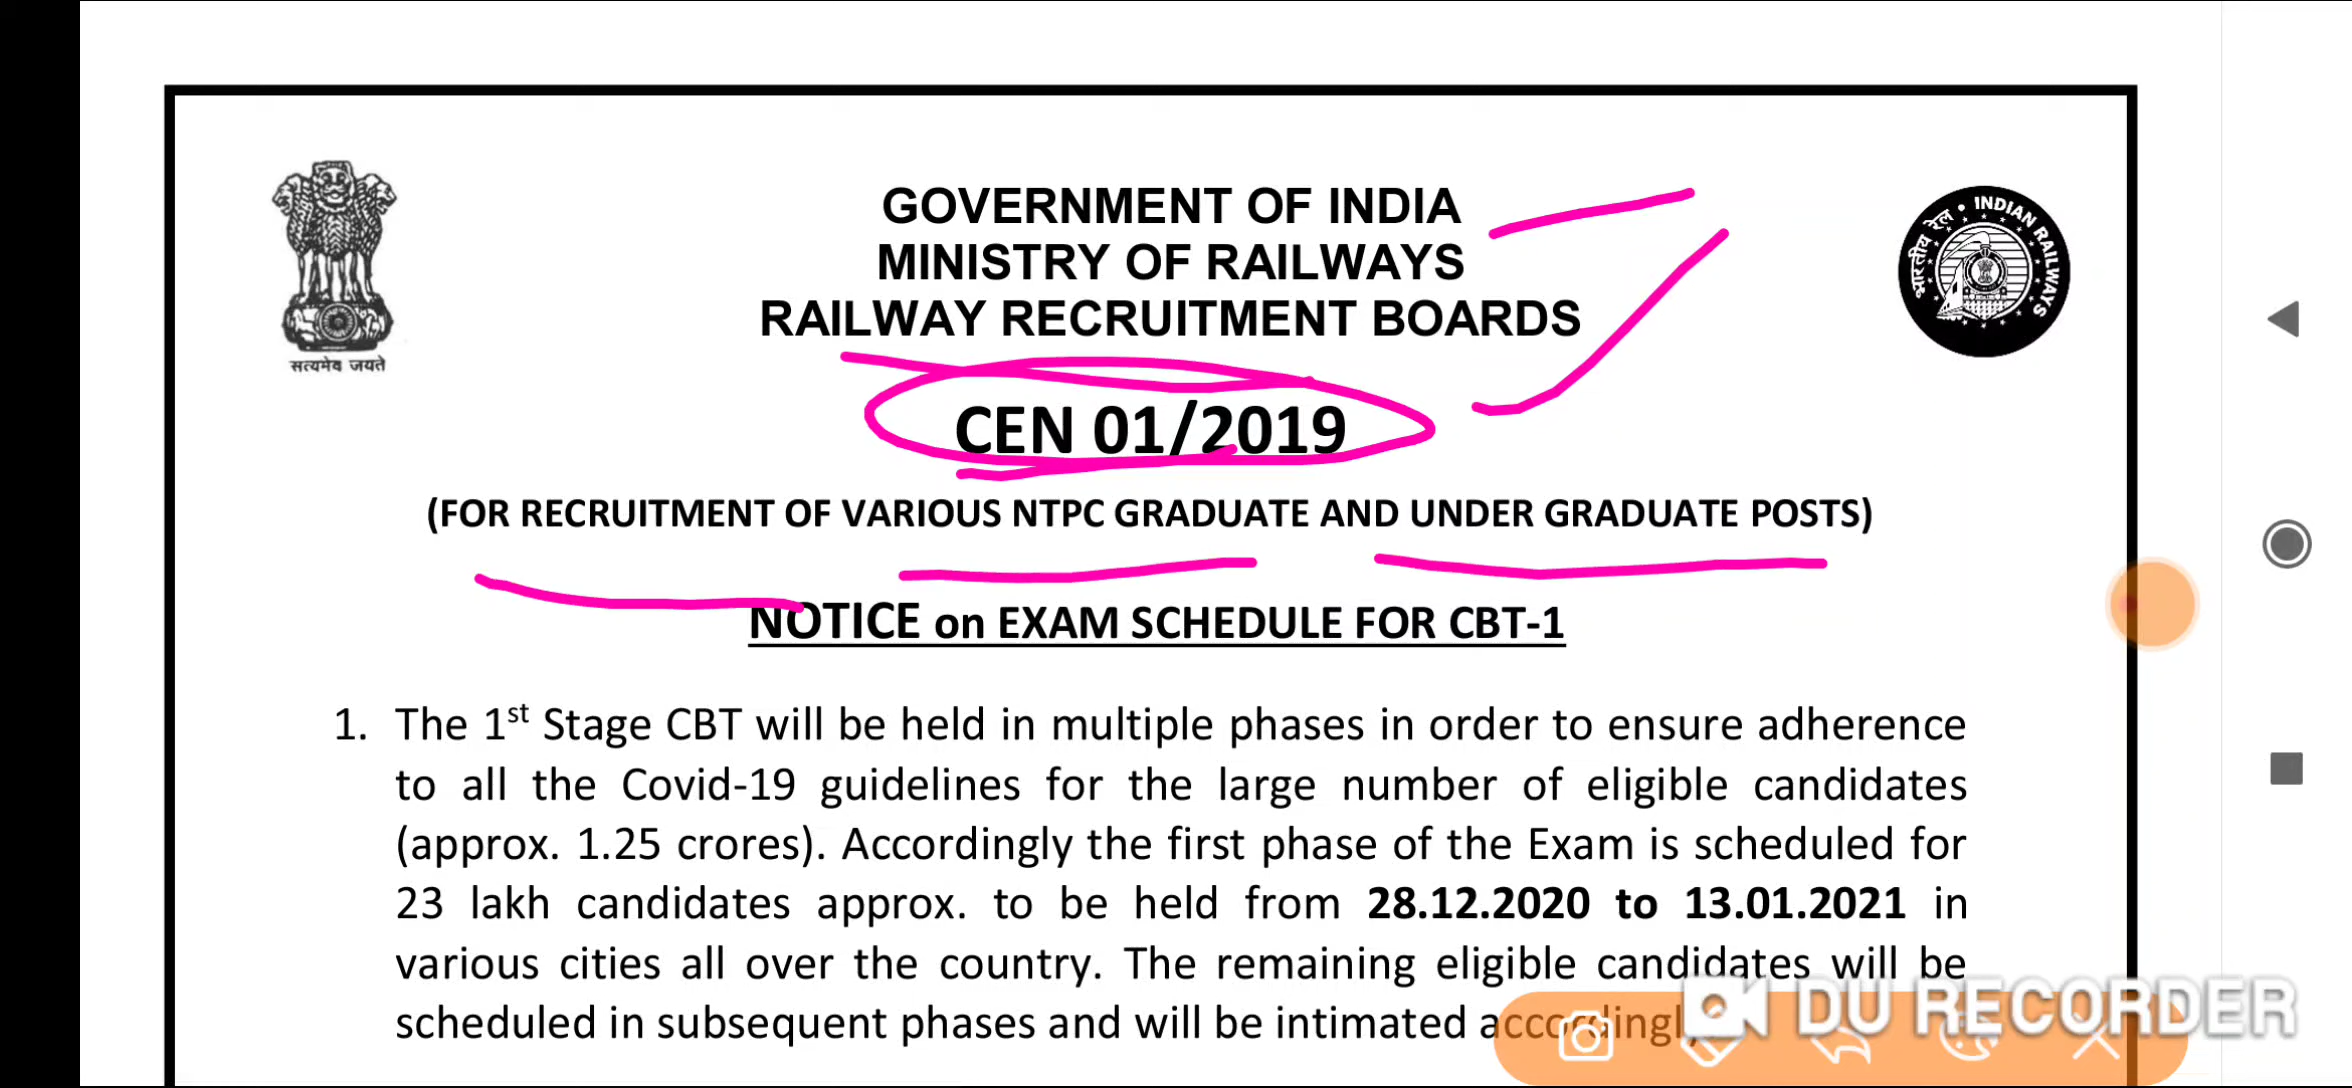 GOVERNMENT OF INDIA
MINISTRY OF RAILWAYS
RAILWAY RECRUITMENT BOARDS
सत्यमेव जयते
भारतीय रेल • INDIAN RAILWAYS
CEN 01/2019
(FOR RECRUITMENT OF VARIOUS NTPC GRADUATE AND UNDER GRADUATE POSTS)
NOTICE on EXAM SCHEDULE FOR CBT-1
1. The 1st Stage CBT will be held in multiple phases in order to ensure adherence
to all the Covid-19 guidelines for the large number of eligible candidates
(approx. 1.25 crores). Accordingly the first phase of the Exam is scheduled for
23 lakh candidates approx. to be held from 28.12.2020 to 13.01.2021 in
various cities all over the country. The remaining eligible candidates will be
scheduled in subsequent phases and will be intimated accordingly
DU RECORDER